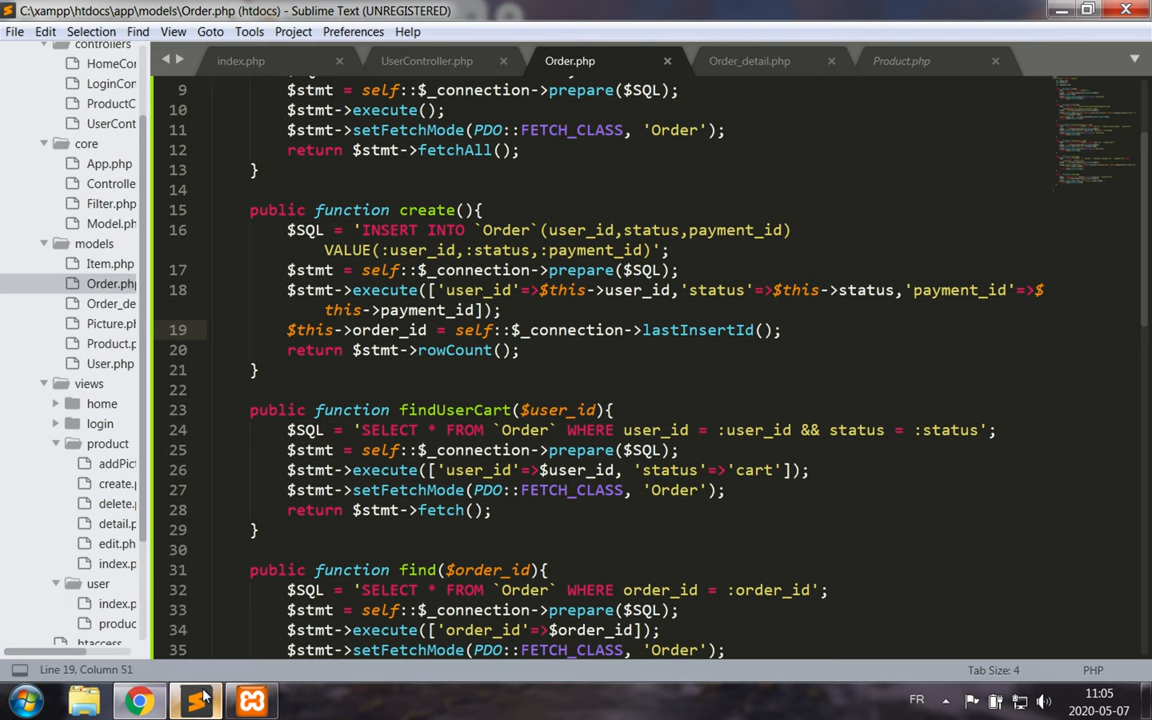 C:\xampp\htdocs\app\models\Order.php (htdocs) - Sublime Text (UNREGISTERED)
File Edit Selection Find View Goto Tools Project Preferences Help
controllers
HomeCor
LoginCon
ProductC
UserCont
core
App.php
Controlle
Filter.php
Model.ph
models
Item.php
Order.php
Order_de
Picture.ph
Product.p
User.php
views
home
login
product
addPict
create.p
delete.
detail.p
edit.ph
index.p
user
index.p
produc
htaccess
index.php UserController.php Order.php Order_detail.php Product.php
9 $stmt = self::$_connection->prepare($SQL);
10 $stmt->execute();
11 $stmt->setFetchMode(PDO::FETCH_CLASS, 'Order');
12 return $stmt->fetchAll();
13 }
14
15 public function create(){
16 $SQL = 'INSERT INTO `Order`(user_id,status,payment_id)
VALUE(:user_id,:status,:payment_id)';
17 $stmt = self::$_connection->prepare($SQL);
18 $stmt->execute(['user_id'=>$this->user_id,'status'=>$this->status,'payment_id'=>$
this->payment_id]);
19 $this->order_id = self::$_connection->lastInsertId();
20 return $stmt->rowCount();
21 }
22
23 public function findUserCart($user_id){
24 $SQL = 'SELECT * FROM `Order` WHERE user_id = :user_id && status = :status';
25 $stmt = self::$_connection->prepare($SQL);
26 $stmt->execute(['user_id'=>$user_id, 'status'=>'cart']);
27 $stmt->setFetchMode(PDO::FETCH_CLASS, 'Order');
28 return $stmt->fetch();
29 }
30
31 public function find($order_id){
32 $SQL = 'SELECT * FROM `Order` WHERE order_id = :order_id';
33 $stmt = self::$_connection->prepare($SQL);
34 $stmt->execute(['order_id'=>$order_id]);
35 $stmt->setFetchMode(PDO::FETCH_CLASS, 'Order');
Line 19, Column 51 Tab Size: 4 PHP
FR 11:05
2020-05-07